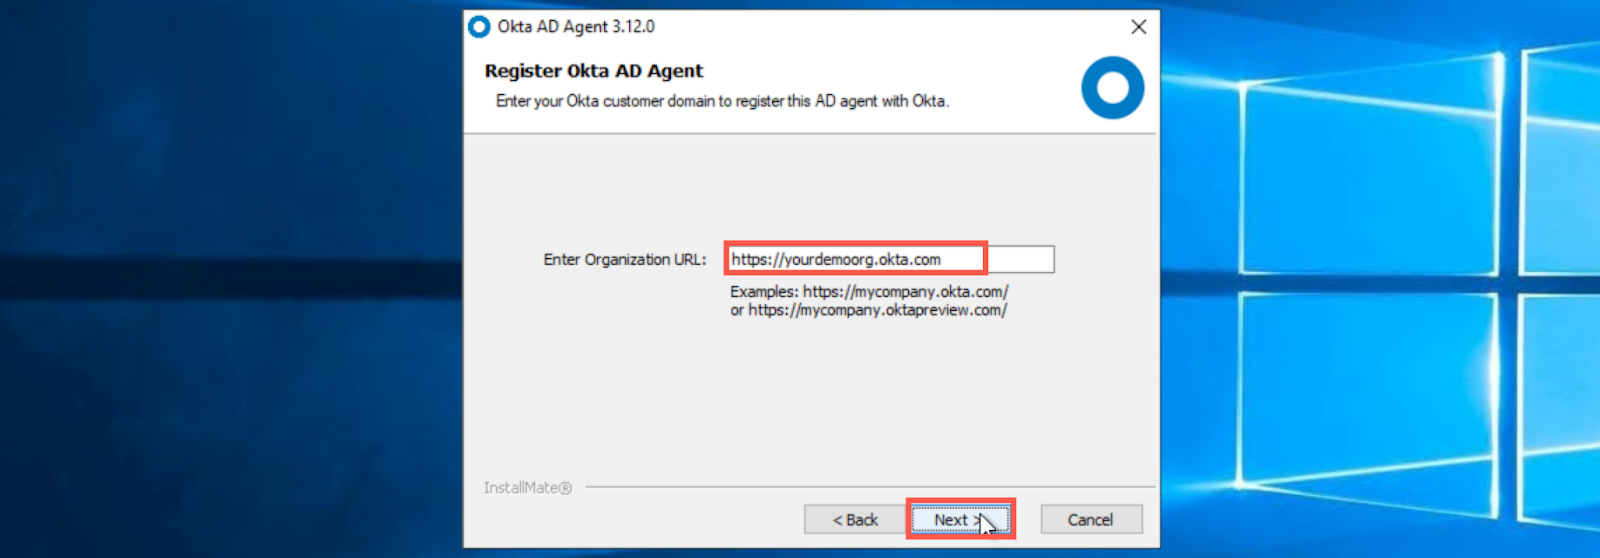 Okta AD Agent 3.12.0
Register Okta AD Agent
Enter your Okta customer domain to register this AD agent with Okta.
Enter Organization URL: https://yourdemoorg.okta.com
Examples: https://mycompany.okta.com/
or https://mycompany.oktapreview.com/
InstallMate®
< Back Next > Cancel